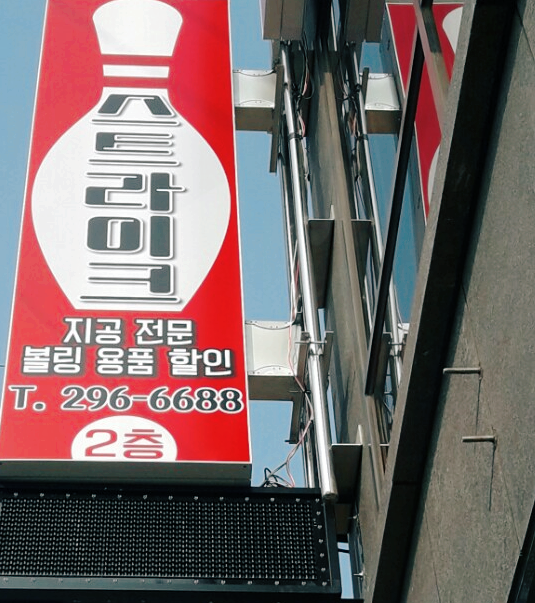 스트라이크
지공 전문
볼링 용품 할인
T. 296-6688
2층